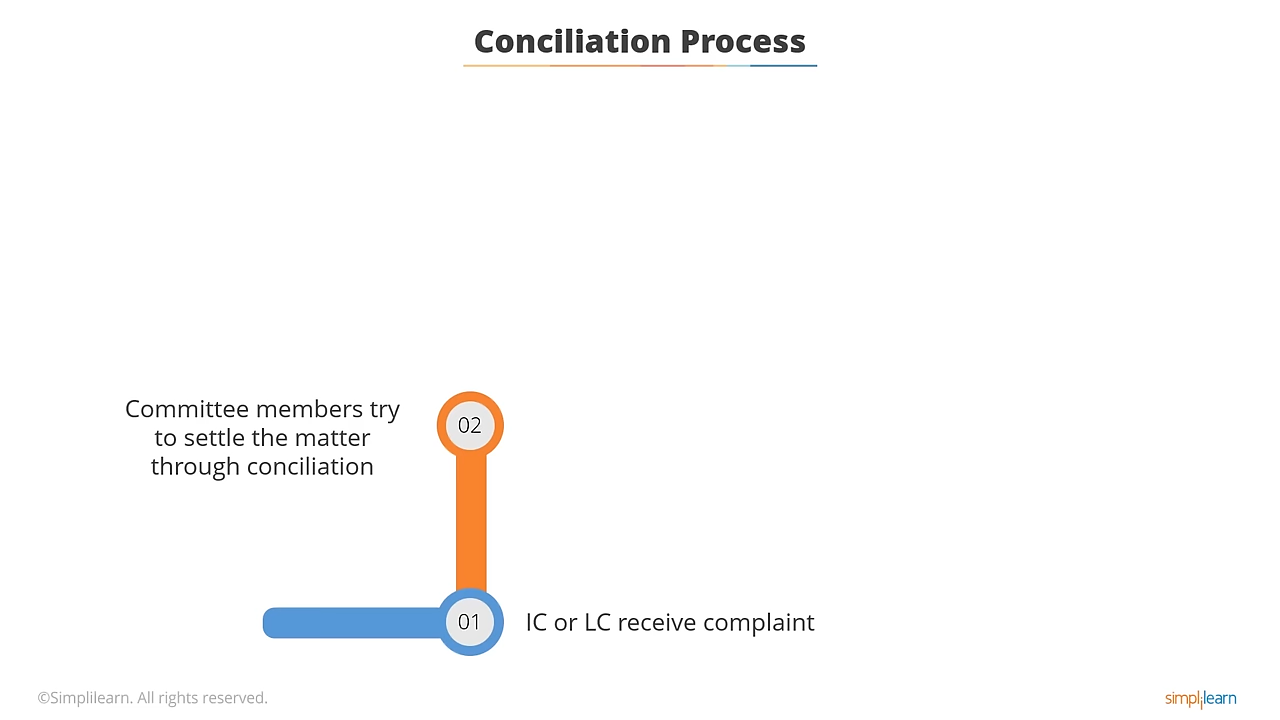 Conciliation Process
Committee members try
to settle the matter
through conciliation
02
01
IC or LC receive complaint
©Simplilearn. All rights reserved.
simplilearn